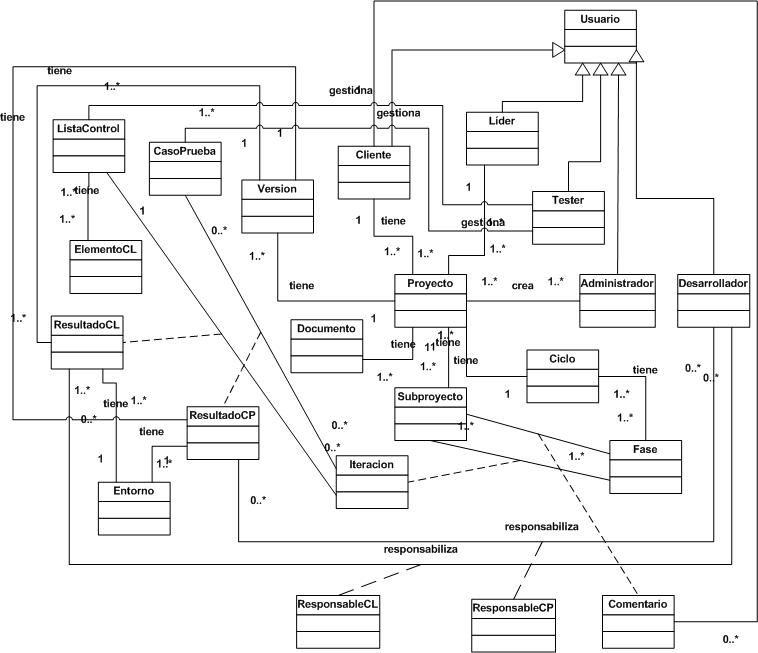 Usuario
tiene
1..*
gestiona
1..*
gestiona
tiene
ListaControl
Líder
1
1
CasoPrueba
Cliente
1..*
tiene
Version
1
Tester
1..*
1
1
tiene
gestiona
1..*
0..*
ElementoCL
1..*
1..*
1..*
1..*
tiene
Proyecto
1..*
crea
1..*
Administrador
Desarrollador
1..*
ResultadoCL
1
Documento
1..*
tiene
11
tiene
tiene
Ciclo
1..*
1..*
tiene
0..*
0..*
1..*
tiene
1..*
1
1..*
Subproyecto
0..*
ResultadoCP
1..*
1..*
tiene
0..*
0..*
1
1..*
Iteracion
1..*
Fase
Entorno
0..*
responsabiliza
responsabiliza
ResponsableCL
ResponsableCP
Comentario
0..*